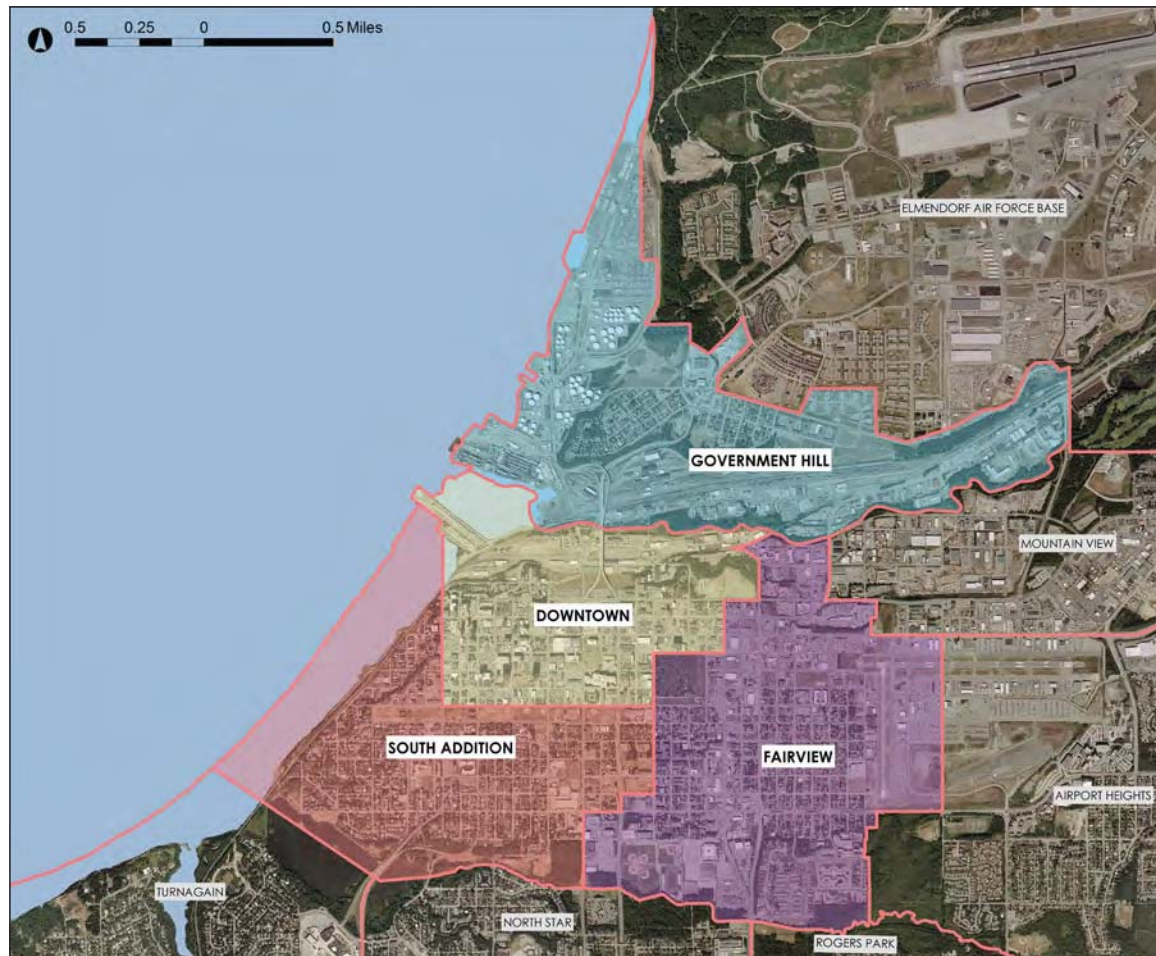 0.5 0.25 0 0.5 Miles
ELMENDORF AIR FORCE BASE
GOVERNMENT HILL
MOUNTAIN VIEW
DOWNTOWN
SOUTH ADDITION
FAIRVIEW
AIRPORT HEIGHTS
TURNAGAIN
NORTH STAR
ROGERS PARK